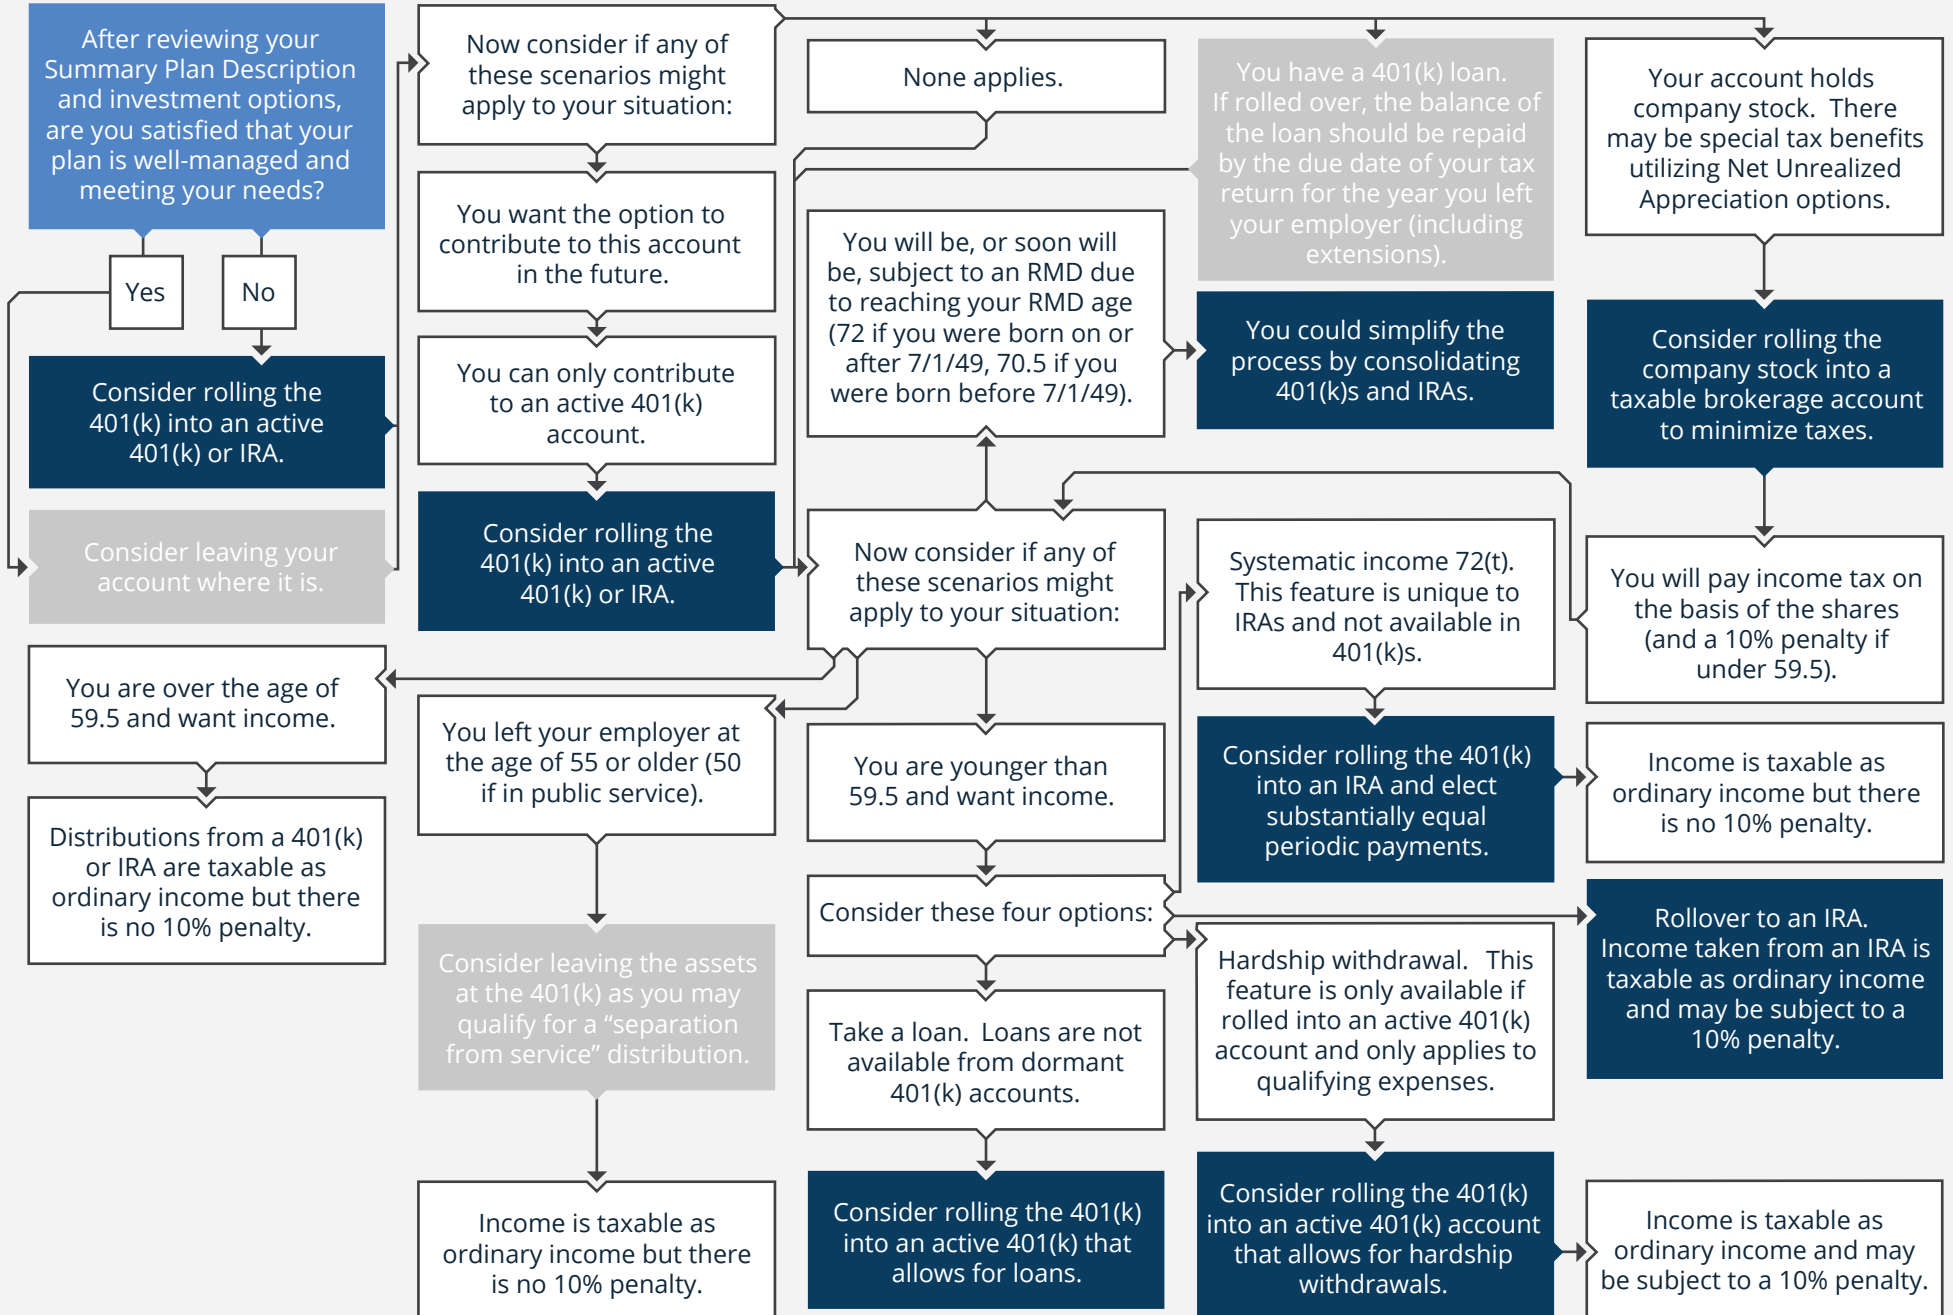 After reviewing your
Summary Plan Description
and investment options,
are you satisfied that your
plan is well-managed and
meeting your needs?
Yes
No
Consider rolling the
401(k) into an active
401(k) or IRA.
Consider leaving your
account where it is.
Now consider if any of
these scenarios might
apply to your situation:
You want the option to
contribute to this account
in the future.
You can only contribute
to an active 401(k)
account.
Consider rolling the
401(k) into an active
401(k) or IRA.
None applies.
You have a 401(k) loan.
If rolled over, the balance of
the loan should be repaid
by the due date of your tax
return for the year you left
your employer (including
extensions).
Your account holds
company stock.  There
may be special tax benefits
utilizing Net Unrealized
Appreciation options.
Consider rolling the
company stock into a
taxable brokerage account
to minimize taxes.
You will pay income tax on
the basis of the shares
(and a 10% penalty if
under 59.5).
Now consider if any of
these scenarios might
apply to your situation:
You will be, or soon will
be, subject to an RMD due
to reaching your RMD age
(72 if you were born on or
after 7/1/49, 70.5 if you
were born before 7/1/49).
You could simplify the
process by consolidating
401(k)s and IRAs.
You are over the age of
59.5 and want income.
Distributions from a 401(k)
or IRA are taxable as
ordinary income but there
is no 10% penalty.
You left your employer at
the age of 55 or older (50
if in public service).
Consider leaving the assets
at the 401(k) as you may
qualify for a “separation
from service” distribution.
Income is taxable as
ordinary income but there
is no 10% penalty.
You are younger than
59.5 and want income.
Consider these four options:
Systematic income 72(t).
This feature is unique to
IRAs and not available in
401(k)s.
Consider rolling the 401(k)
into an IRA and elect
substantially equal
periodic payments.
Income is taxable as
ordinary income but there
is no 10% penalty.
Rollover to an IRA.
Income taken from an IRA is
taxable as ordinary income
and may be subject to a
10% penalty.
Hardship withdrawal.  This
feature is only available if
rolled into an active 401(k)
account and only applies to
qualifying expenses.
Consider rolling the 401(k)
into an active 401(k) account
that allows for hardship
withdrawals.
Income is taxable as
ordinary income and may
be subject to a 10% penalty.
Take a loan.  Loans are not
available from dormant
401(k) accounts.
Consider rolling the 401(k)
into an active 401(k) that
allows for loans.